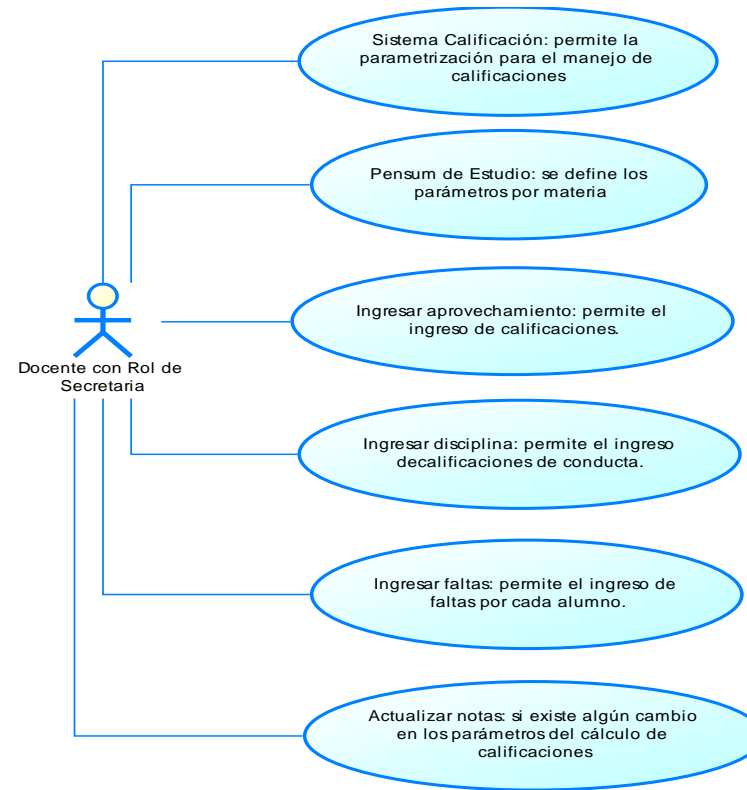 Sistema Calificación: permite la
parametrización para el manejo de
calificaciones
Pensum de Estudio: se define los
parámetros por materia
Ingresar aprovechamiento: permite el
ingreso de calificaciones.
Docente con Rol de
Secretaria
Ingresar disciplina: permite el ingreso
decalificaciones de conducta.
Ingresar faltas: permite el ingreso de
faltas por cada alumno.
Actualizar notas: si existe algún cambio
en los parámetros del cálculo de
calificaciones